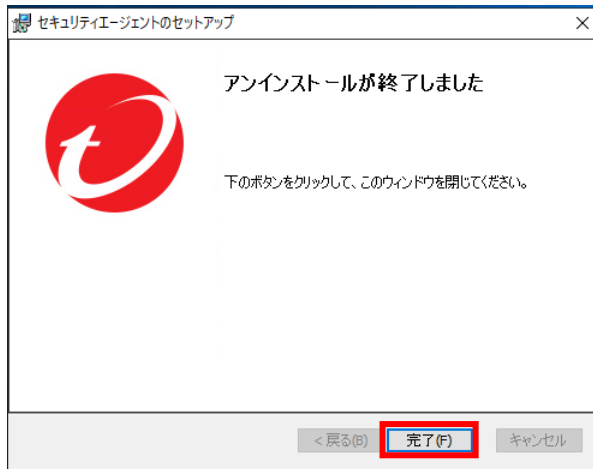 セキュリティエージェントのセットアップ
アンインストールが終了しました
下のボタンをクリックして、このウィンドウを閉じてください。
< 戻る(B) 完了(F) キャンセル